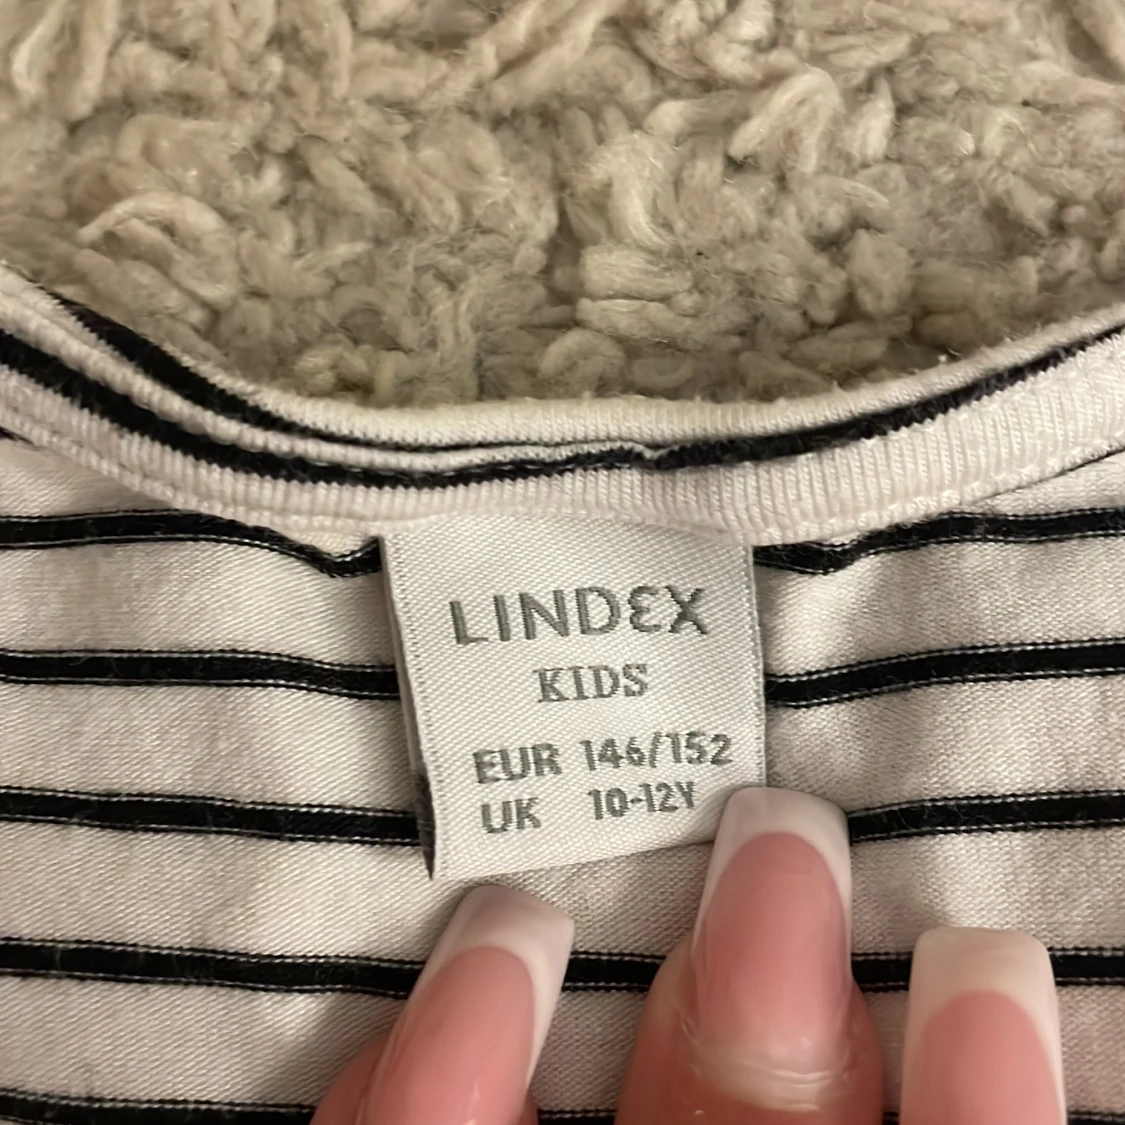 LINDEX
KIDS
EUR 146/152
UK 10-12Y